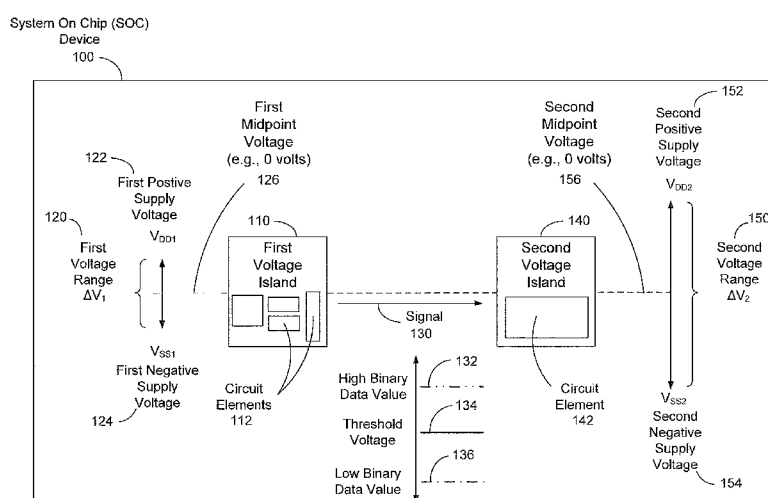 System On Chip (SOC)
Device
100
152
Second
Positive
Supply
Voltage
V_DD2
First
Midpoint
Voltage
(e.g., 0 volts)
126
Second
Midpoint
Voltage
(e.g., 0 volts)
156
122
First Postive
Supply
Voltage
V_DD1
120
First
Voltage
Range
ΔV1
110
First
Voltage
Island
140
Second
Voltage
Island
150
Second
Voltage
Range
ΔV2
Signal
130
V_SS1
First Negative
Supply
Voltage
124
Circuit
Elements
112
132
High Binary
Data Value
134
Threshold
Voltage
136
Low Binary
Data Value
Circuit
Element
142
V_SS2
Second
Negative
Supply
Voltage
154